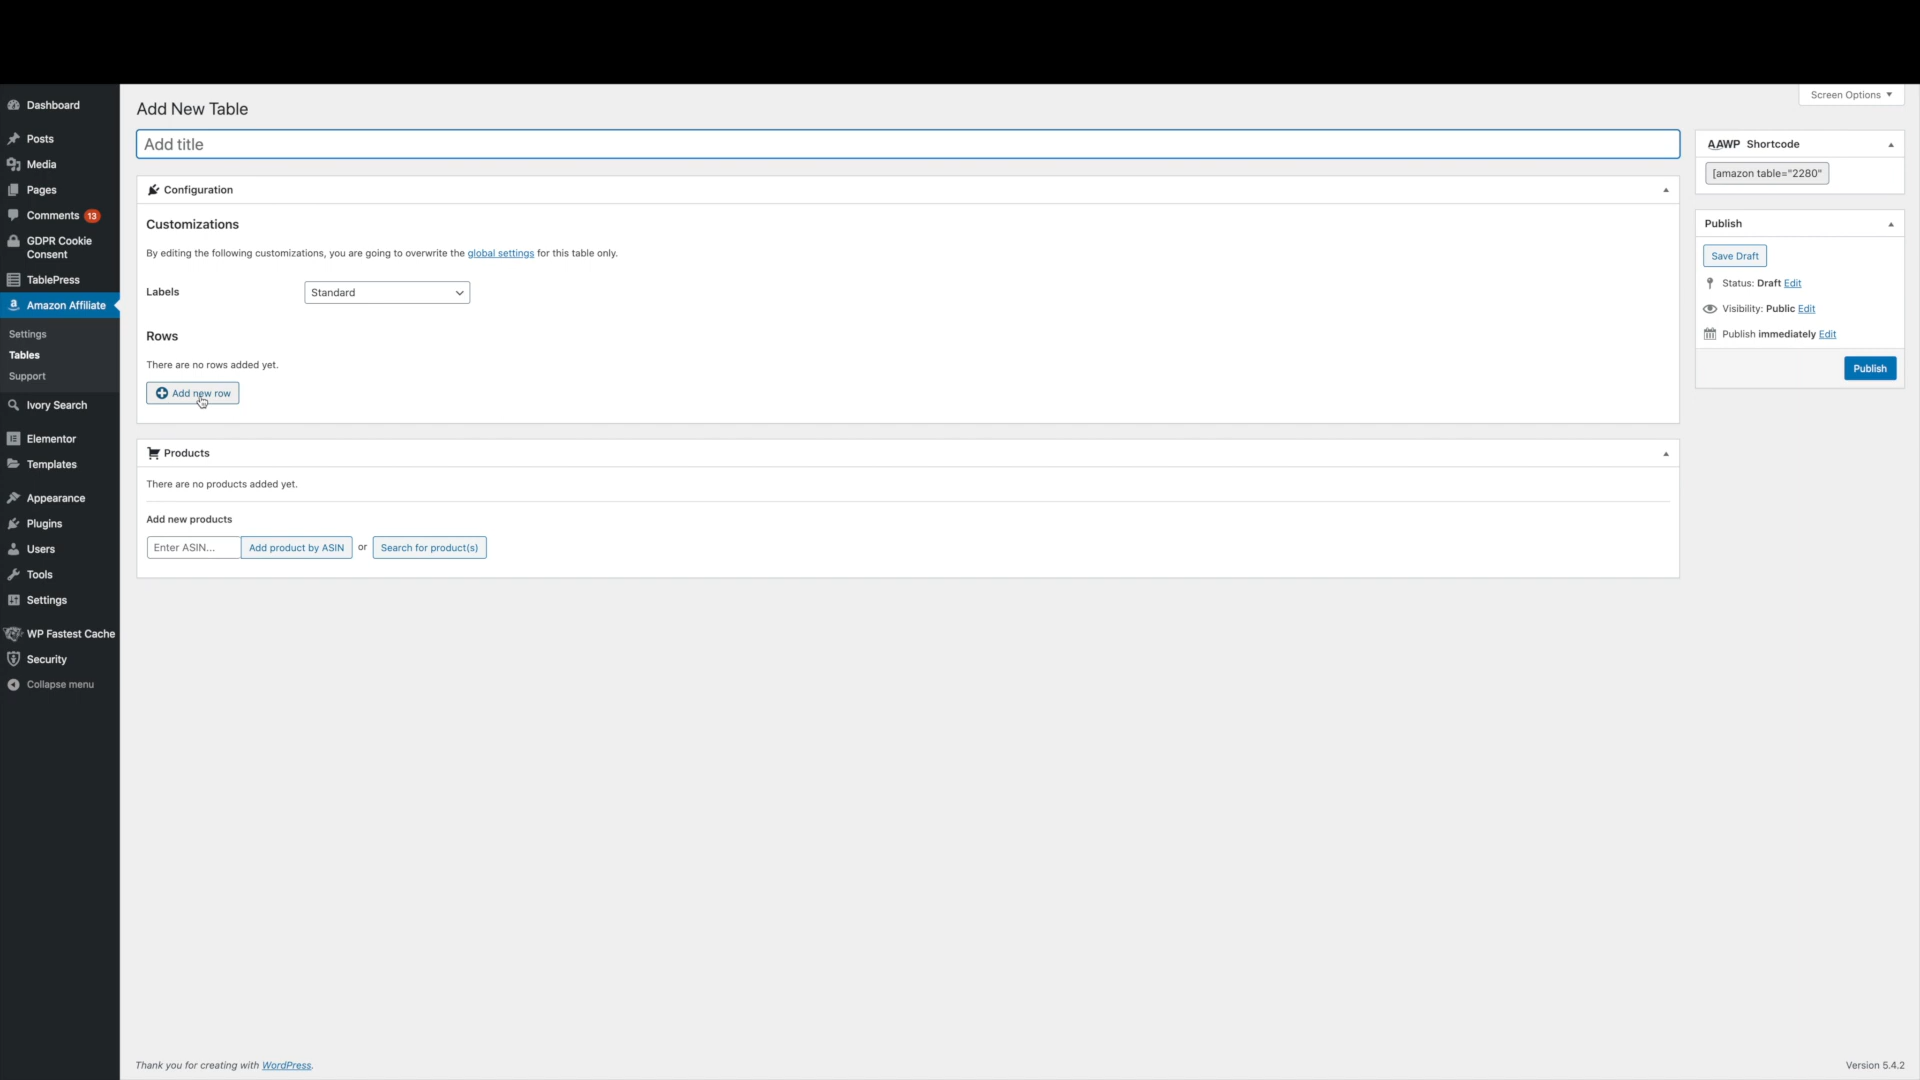 Dashboard
Posts
Media
Pages
Comments 13
GDPR Cookie
Consent
TablePress
Amazon Affiliate
Settings
Tables
Support
Ivory Search
Elementor
Templates
Appearance
Plugins
Users
Tools
Settings
WP Fastest Cache
Security
Collapse menu
Screen Options
Add New Table
Add title
Configuration
Customizations
By editing the following customizations, you are going to overwrite the global settings for this table only.
Labels
Standard
Rows
There are no rows added yet.
Add new row
Products
There are no products added yet.
Add new products
Enter ASIN... Add product by ASIN or Search for product(s)
AAWP Shortcode
[amazon table="2280"
Publish
Save Draft
Status: Draft Edit
Visibility: Public Edit
Publish immediately Edit
Publish
Thank you for creating with WordPress.
Version 5.4.2